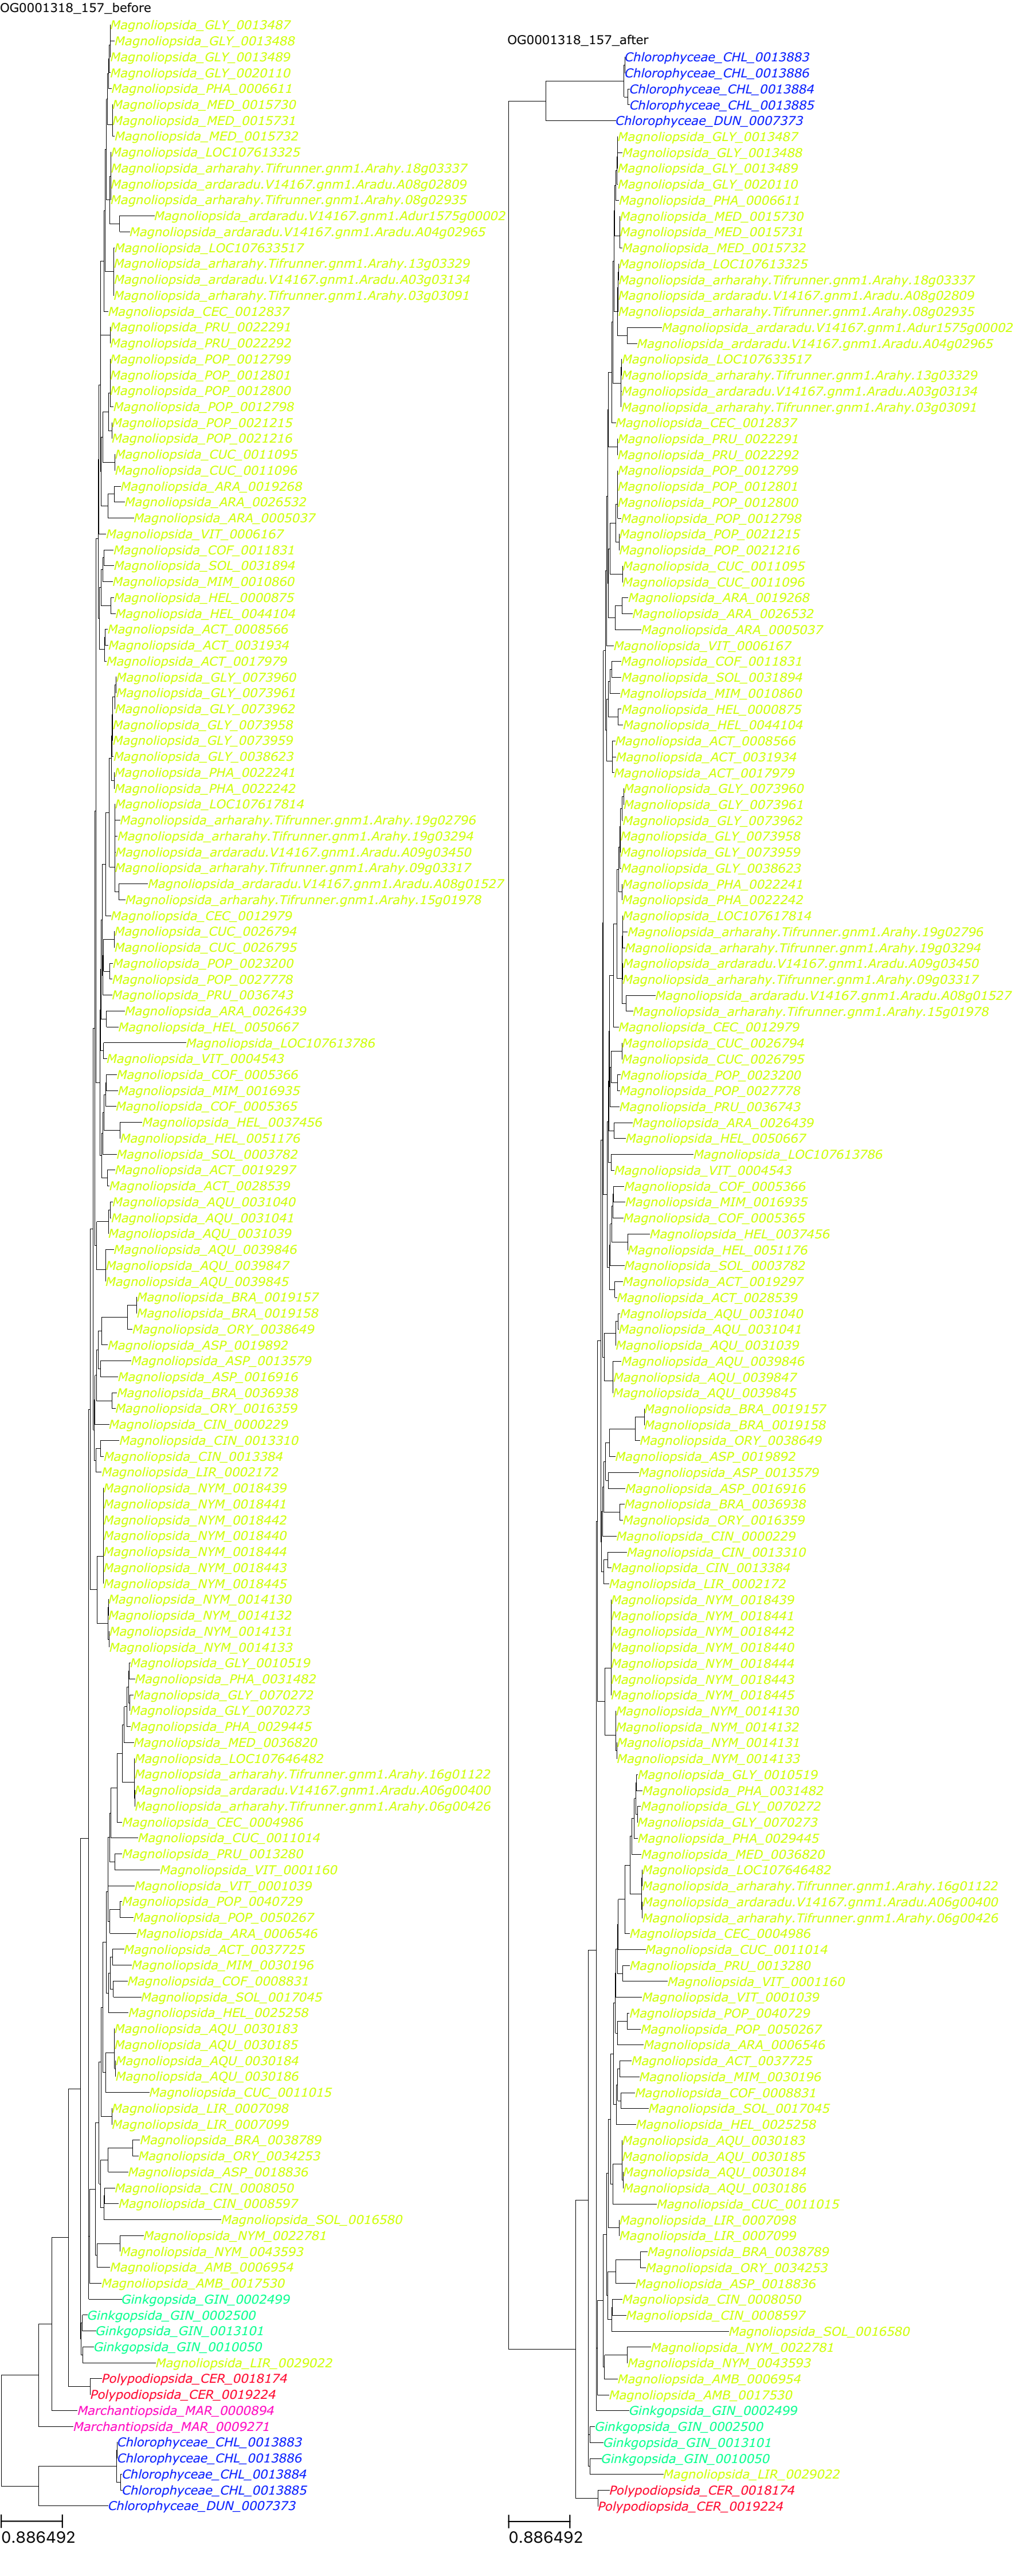 OG0001318_157_before
Magnoliopsida_GLY_0013487
Magnoliopsida_GLY_0013488
Magnoliopsida_GLY_0013489
Magnoliopsida_GLY_0020110
Magnoliopsida_PHA_0006611
Magnoliopsida_MED_0015730
Magnoliopsida_MED_0015731
Magnoliopsida_MED_0015732
Magnoliopsida_LOC107613325
Magnoliopsida_arharahy.Tifrunner.gnm1.Arahy.18g03337
Magnoliopsida_ardaradu.V14167.gnm1.Aradu.A08g02809
Magnoliopsida_arharahy.Tifrunner.gnm1.Arahy.08g02935
Magnoliopsida_ardaradu.V14167.gnm1.Adur1575g00002
Magnoliopsida_ardaradu.V14167.gnm1.Aradu.A04g02965
Magnoliopsida_LOC107633517
Magnoliopsida_arharahy.Tifrunner.gnm1.Arahy.13g03329
Magnoliopsida_ardaradu.V14167.gnm1.Aradu.A03g03134
Magnoliopsida_arharahy.Tifrunner.gnm1.Arahy.03g03091
Magnoliopsida_CEC_0012837
Magnoliopsida_PRU_0022291
Magnoliopsida_PRU_0022292
Magnoliopsida_POP_0012799
Magnoliopsida_POP_0012801
Magnoliopsida_POP_0012800
Magnoliopsida_POP_0012798
Magnoliopsida_POP_0021215
Magnoliopsida_POP_0021216
Magnoliopsida_CUC_0011095
Magnoliopsida_CUC_0011096
Magnoliopsida_ARA_0019268
Magnoliopsida_ARA_0026532
Magnoliopsida_ARA_0005037
Magnoliopsida_VIT_0006167
Magnoliopsida_COF_0011831
Magnoliopsida_SOL_0031894
Magnoliopsida_MIM_0010860
Magnoliopsida_HEL_0000875
Magnoliopsida_HEL_0044104
Magnoliopsida_ACT_0008566
Magnoliopsida_ACT_0031934
Magnoliopsida_ACT_0017979
Magnoliopsida_GLY_0073960
Magnoliopsida_GLY_0073961
Magnoliopsida_GLY_0073962
Magnoliopsida_GLY_0073958
Magnoliopsida_GLY_0073959
Magnoliopsida_GLY_0038623
Magnoliopsida_PHA_0022241
Magnoliopsida_PHA_0022242
Magnoliopsida_LOC107617814
Magnoliopsida_arharahy.Tifrunner.gnm1.Arahy.19g02796
Magnoliopsida_arharahy.Tifrunner.gnm1.Arahy.19g03294
Magnoliopsida_ardaradu.V14167.gnm1.Aradu.A09g03450
Magnoliopsida_arharahy.Tifrunner.gnm1.Arahy.09g03317
Magnoliopsida_ardaradu.V14167.gnm1.Aradu.A08g01527
Magnoliopsida_arharahy.Tifrunner.gnm1.Arahy.15g01978
Magnoliopsida_CEC_0012979
Magnoliopsida_CUC_0026794
Magnoliopsida_CUC_0026795
Magnoliopsida_POP_0023200
Magnoliopsida_POP_0027778
Magnoliopsida_PRU_0036743
Magnoliopsida_ARA_0026439
Magnoliopsida_HEL_0050667
Magnoliopsida_LOC107613786
Magnoliopsida_VIT_0004543
Magnoliopsida_COF_0005366
Magnoliopsida_MIM_0016935
Magnoliopsida_COF_0005365
Magnoliopsida_HEL_0037456
Magnoliopsida_HEL_0051176
Magnoliopsida_SOL_0003782
Magnoliopsida_ACT_0019297
Magnoliopsida_ACT_0028539
Magnoliopsida_AQU_0031040
Magnoliopsida_AQU_0031041
Magnoliopsida_AQU_0031039
Magnoliopsida_AQU_0039846
Magnoliopsida_AQU_0039847
Magnoliopsida_AQU_0039845
Magnoliopsida_BRA_0019157
Magnoliopsida_BRA_0019158
Magnoliopsida_ORY_0038649
Magnoliopsida_ASP_0019892
Magnoliopsida_ASP_0013579
Magnoliopsida_ASP_0016916
Magnoliopsida_BRA_0036938
Magnoliopsida_ORY_0016359
Magnoliopsida_CIN_0000229
Magnoliopsida_CIN_0013310
Magnoliopsida_CIN_0013384
Magnoliopsida_LIR_0002172
Magnoliopsida_NYM_0018439
Magnoliopsida_NYM_0018441
Magnoliopsida_NYM_0018442
Magnoliopsida_NYM_0018440
Magnoliopsida_NYM_0018444
Magnoliopsida_NYM_0018443
Magnoliopsida_NYM_0018445
Magnoliopsida_NYM_0014130
Magnoliopsida_NYM_0014132
Magnoliopsida_NYM_0014131
Magnoliopsida_NYM_0014133
Magnoliopsida_GLY_0010519
Magnoliopsida_PHA_0031482
Magnoliopsida_GLY_0070272
Magnoliopsida_GLY_0070273
Magnoliopsida_PHA_0029445
Magnoliopsida_MED_0036820
Magnoliopsida_LOC107646482
Magnoliopsida_arharahy.Tifrunner.gnm1.Arahy.16g01122
Magnoliopsida_ardaradu.V14167.gnm1.Aradu.A06g00400
Magnoliopsida_arharahy.Tifrunner.gnm1.Arahy.06g00426
Magnoliopsida_CEC_0004986
Magnoliopsida_CUC_0011014
Magnoliopsida_PRU_0013280
Magnoliopsida_VIT_0001160
Magnoliopsida_VIT_0001039
Magnoliopsida_POP_0040729
Magnoliopsida_POP_0050267
Magnoliopsida_ARA_0006546
Magnoliopsida_ACT_0037725
Magnoliopsida_MIM_0030196
Magnoliopsida_COF_0008831
Magnoliopsida_SOL_0017045
Magnoliopsida_HEL_0025258
Magnoliopsida_AQU_0030183
Magnoliopsida_AQU_0030185
Magnoliopsida_AQU_0030184
Magnoliopsida_AQU_0030186
Magnoliopsida_CUC_0011015
Magnoliopsida_LIR_0007098
Magnoliopsida_LIR_0007099
Magnoliopsida_BRA_0038789
Magnoliopsida_ORY_0034253
Magnoliopsida_ASP_0018836
Magnoliopsida_CIN_0008050
Magnoliopsida_CIN_0008597
Magnoliopsida_SOL_0016580
Magnoliopsida_NYM_0022781
Magnoliopsida_NYM_0043593
Magnoliopsida_AMB_0006954
Magnoliopsida_AMB_0017530
Ginkgopsida_GIN_0002499
Ginkgopsida_GIN_0002500
Ginkgopsida_GIN_0013101
Ginkgopsida_GIN_0010050
Magnoliopsida_LIR_0029022
Polypodiopsida_CER_0018174
Polypodiopsida_CER_0019224
Marchantiopsida_MAR_0000894
Marchantiopsida_MAR_0009271
Chlorophyceae_CHL_0013883
Chlorophyceae_CHL_0013886
Chlorophyceae_CHL_0013884
Chlorophyceae_CHL_0013885
Chlorophyceae_DUN_0007373
0.886492
OG0001318_157_after
Chlorophyceae_CHL_0013883
Chlorophyceae_CHL_0013886
Chlorophyceae_CHL_0013884
Chlorophyceae_CHL_0013885
Chlorophyceae_DUN_0007373
Magnoliopsida_GLY_0013487
Magnoliopsida_GLY_0013488
Magnoliopsida_GLY_0013489
Magnoliopsida_GLY_0020110
Magnoliopsida_PHA_0006611
Magnoliopsida_MED_0015730
Magnoliopsida_MED_0015731
Magnoliopsida_MED_0015732
Magnoliopsida_LOC107613325
Magnoliopsida_arharahy.Tifrunner.gnm1.Arahy.18g03337
Magnoliopsida_ardaradu.V14167.gnm1.Aradu.A08g02809
Magnoliopsida_arharahy.Tifrunner.gnm1.Arahy.08g02935
Magnoliopsida_ardaradu.V14167.gnm1.Adur1575g00002
Magnoliopsida_ardaradu.V14167.gnm1.Aradu.A04g02965
Magnoliopsida_LOC107633517
Magnoliopsida_arharahy.Tifrunner.gnm1.Arahy.13g03329
Magnoliopsida_ardaradu.V14167.gnm1.Aradu.A03g03134
Magnoliopsida_arharahy.Tifrunner.gnm1.Arahy.03g03091
Magnoliopsida_CEC_0012837
Magnoliopsida_PRU_0022291
Magnoliopsida_PRU_0022292
Magnoliopsida_POP_0012799
Magnoliopsida_POP_0012801
Magnoliopsida_POP_0012800
Magnoliopsida_POP_0012798
Magnoliopsida_POP_0021215
Magnoliopsida_POP_0021216
Magnoliopsida_CUC_0011095
Magnoliopsida_CUC_0011096
Magnoliopsida_ARA_0019268
Magnoliopsida_ARA_0026532
Magnoliopsida_ARA_0005037
Magnoliopsida_VIT_0006167
Magnoliopsida_COF_0011831
Magnoliopsida_SOL_0031894
Magnoliopsida_MIM_0010860
Magnoliopsida_HEL_0000875
Magnoliopsida_HEL_0044104
Magnoliopsida_ACT_0008566
Magnoliopsida_ACT_0031934
Magnoliopsida_ACT_0017979
Magnoliopsida_GLY_0073960
Magnoliopsida_GLY_0073961
Magnoliopsida_GLY_0073962
Magnoliopsida_GLY_0073958
Magnoliopsida_GLY_0073959
Magnoliopsida_GLY_0038623
Magnoliopsida_PHA_0022241
Magnoliopsida_PHA_0022242
Magnoliopsida_LOC107617814
Magnoliopsida_arharahy.Tifrunner.gnm1.Arahy.19g02796
Magnoliopsida_arharahy.Tifrunner.gnm1.Arahy.19g03294
Magnoliopsida_ardaradu.V14167.gnm1.Aradu.A09g03450
Magnoliopsida_arharahy.Tifrunner.gnm1.Arahy.09g03317
Magnoliopsida_ardaradu.V14167.gnm1.Aradu.A08g01527
Magnoliopsida_arharahy.Tifrunner.gnm1.Arahy.15g01978
Magnoliopsida_CEC_0012979
Magnoliopsida_CUC_0026794
Magnoliopsida_CUC_0026795
Magnoliopsida_POP_0023200
Magnoliopsida_POP_0027778
Magnoliopsida_PRU_0036743
Magnoliopsida_ARA_0026439
Magnoliopsida_HEL_0050667
Magnoliopsida_LOC107613786
Magnoliopsida_VIT_0004543
Magnoliopsida_COF_0005366
Magnoliopsida_MIM_0016935
Magnoliopsida_COF_0005365
Magnoliopsida_HEL_0037456
Magnoliopsida_HEL_0051176
Magnoliopsida_SOL_0003782
Magnoliopsida_ACT_0019297
Magnoliopsida_ACT_0028539
Magnoliopsida_AQU_0031040
Magnoliopsida_AQU_0031041
Magnoliopsida_AQU_0031039
Magnoliopsida_AQU_0039846
Magnoliopsida_AQU_0039847
Magnoliopsida_AQU_0039845
Magnoliopsida_BRA_0019157
Magnoliopsida_BRA_0019158
Magnoliopsida_ORY_0038649
Magnoliopsida_ASP_0019892
Magnoliopsida_ASP_0013579
Magnoliopsida_ASP_0016916
Magnoliopsida_BRA_0036938
Magnoliopsida_ORY_0016359
Magnoliopsida_CIN_0000229
Magnoliopsida_CIN_0013310
Magnoliopsida_CIN_0013384
Magnoliopsida_LIR_0002172
Magnoliopsida_NYM_0018439
Magnoliopsida_NYM_0018441
Magnoliopsida_NYM_0018442
Magnoliopsida_NYM_0018440
Magnoliopsida_NYM_0018444
Magnoliopsida_NYM_0018443
Magnoliopsida_NYM_0018445
Magnoliopsida_NYM_0014130
Magnoliopsida_NYM_0014132
Magnoliopsida_NYM_0014131
Magnoliopsida_NYM_0014133
Magnoliopsida_GLY_0010519
Magnoliopsida_PHA_0031482
Magnoliopsida_GLY_0070272
Magnoliopsida_GLY_0070273
Magnoliopsida_PHA_0029445
Magnoliopsida_MED_0036820
Magnoliopsida_LOC107646482
Magnoliopsida_arharahy.Tifrunner.gnm1.Arahy.16g01122
Magnoliopsida_ardaradu.V14167.gnm1.Aradu.A06g00400
Magnoliopsida_arharahy.Tifrunner.gnm1.Arahy.06g00426
Magnoliopsida_CEC_0004986
Magnoliopsida_CUC_0011014
Magnoliopsida_PRU_0013280
Magnoliopsida_VIT_0001160
Magnoliopsida_VIT_0001039
Magnoliopsida_POP_0040729
Magnoliopsida_POP_0050267
Magnoliopsida_ARA_0006546
Magnoliopsida_ACT_0037725
Magnoliopsida_MIM_0030196
Magnoliopsida_COF_0008831
Magnoliopsida_SOL_0017045
Magnoliopsida_HEL_0025258
Magnoliopsida_AQU_0030183
Magnoliopsida_AQU_0030185
Magnoliopsida_AQU_0030184
Magnoliopsida_AQU_0030186
Magnoliopsida_CUC_0011015
Magnoliopsida_LIR_0007098
Magnoliopsida_LIR_0007099
Magnoliopsida_BRA_0038789
Magnoliopsida_ORY_0034253
Magnoliopsida_ASP_0018836
Magnoliopsida_CIN_0008050
Magnoliopsida_CIN_0008597
Magnoliopsida_SOL_0016580
Magnoliopsida_NYM_0022781
Magnoliopsida_NYM_0043593
Magnoliopsida_AMB_0006954
Magnoliopsida_AMB_0017530
Ginkgopsida_GIN_0002499
Ginkgopsida_GIN_0002500
Ginkgopsida_GIN_0013101
Ginkgopsida_GIN_0010050
Magnoliopsida_LIR_0029022
Polypodiopsida_CER_0018174
Polypodiopsida_CER_0019224
0.886492